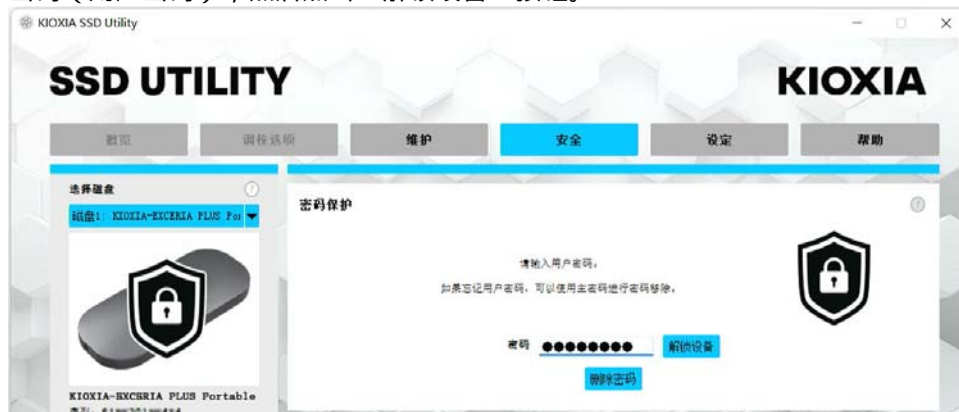 KIOXIA SSD Utility
SSD UTILITY
KIOXIA
概览
调校选项
维护
安全
设定
帮助
选择磁盘
磁盘1: KIOXIA-EXCERIA PLUS Por
密码保护
请输入用户密码。
如果忘记用户密码，可以使用主密码进行密码移除。
密码 ●●●●●●●● 解锁设备
删除密码
KIOXIA-EXCERIA PLUS Portable